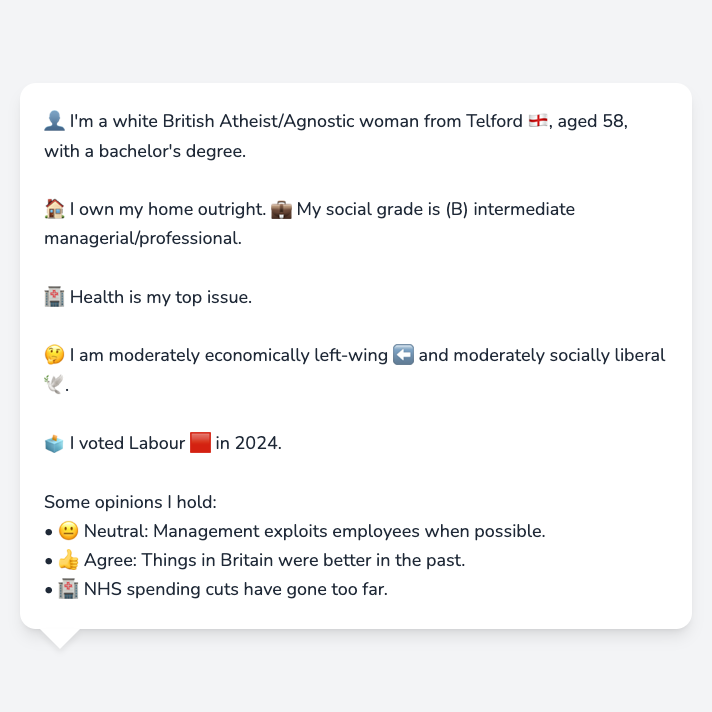 👤 I'm a white British Atheist/Agnostic woman from Telford 🏴󠁧󠁢󠁥󠁮󠁧󠁿, aged 58,
with a bachelor's degree.
🏠 I own my home outright. 💼 My social grade is (B) intermediate
managerial/professional.
🏥 Health is my top issue.
🤔 I am moderately economically left-wing ⬅️ and moderately socially liberal
🕊️.
🗳️ I voted Labour 🟥 in 2024.
Some opinions I hold:
• 😐 Neutral: Management exploits employees when possible.
• 👍 Agree: Things in Britain were better in the past.
• 🏥 NHS spending cuts have gone too far.